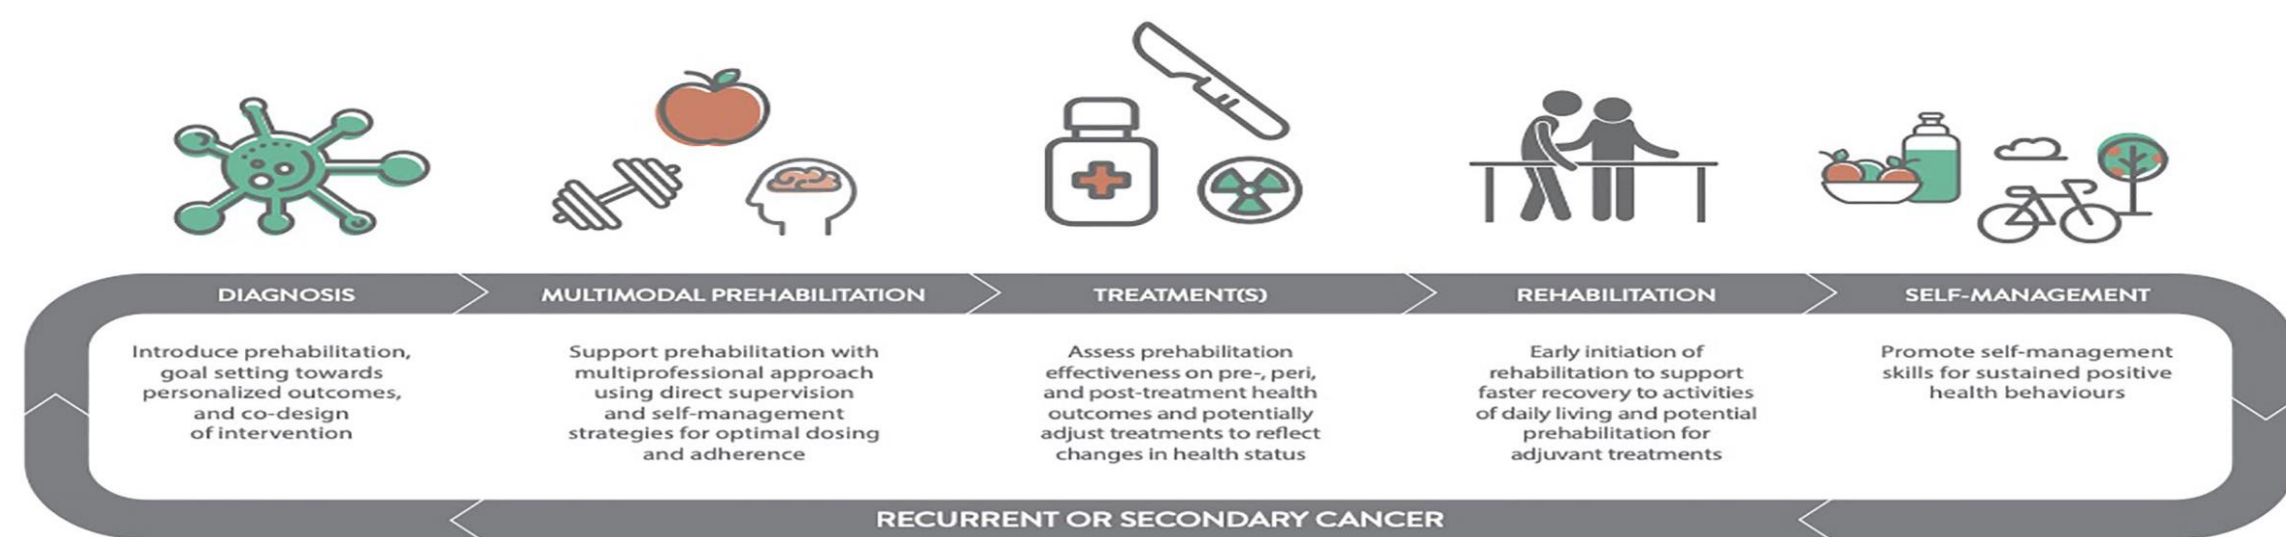 DIAGNOSIS
MULTIMODAL PREHABILITATION
TREATMENT(S)
REHABILITATION
SELF-MANAGEMENT
Introduce prehabilitation,
goal setting towards
personalized outcomes,
and co-design
of intervention
Support prehabilitation with
multiprofessional approach
using direct supervision
and self-management
strategies for optimal dosing
and adherence
Assess prehabilitation
effectiveness on pre-, peri,
and post-treatment health
outcomes and potentially
adjust treatments to reflect
changes in health status
Early initiation of
rehabilitation to support
faster recovery to activities
of daily living and potential
prehabilitation for
adjuvant treatments
Promote self-management
skills for sustained positive
health behaviours
RECURRENT OR SECONDARY CANCER